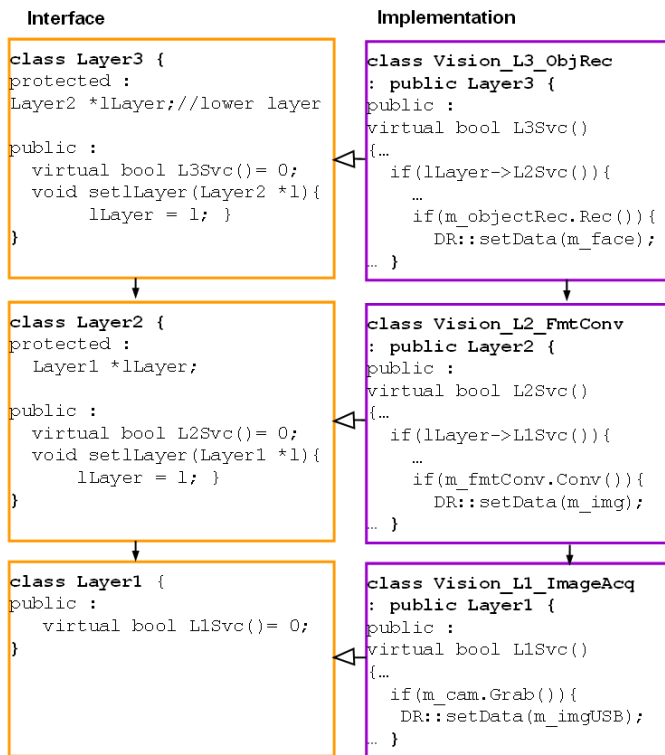 Interface
class Layer3 {
protected :
Layer2 *lLayer;//lower layer
public :
virtual bool L3Svc()= 0;
void setlLayer(Layer2 *l){
lLayer = l; }
}
class Layer2 {
protected :
Layer1 *lLayer;
public :
virtual bool L2Svc()= 0;
void setlLayer(Layer1 *l){
lLayer = l; }
}
class Layer1 {
public :
virtual bool L1Svc()= 0;
}
Implementation
class Vision_L3_ObjRec
: public Layer3 {
public :
virtual bool L3Svc()
{…
if(lLayer->L2Svc()){
…
if(m_objectRec.Rec()){
DR::setData(m_face);
… }
class Vision_L2_FmtConv
: public Layer2 {
public :
virtual bool L2Svc()
{…
if(lLayer->L1Svc()){
…
if(m_fmtConv.Conv()){
DR::setData(m_img);
… }
class Vision_L1_ImageAcq
: public Layer1 {
public :
virtual bool L1Svc()
{…
if(m_cam.Grab()){
DR::setData(m_imgUSB);
… }